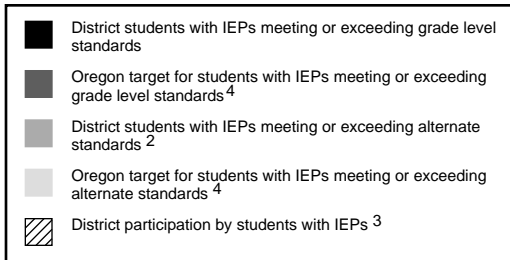 District students with IEPs meeting or exceeding grade level
standards
Oregon target for students with IEPs meeting or exceeding
grade level standards 4
District students with IEPs meeting or exceeding alternate
standards 2
Oregon target for students with IEPs meeting or exceeding
alternate standards 4
District participation by students with IEPs 3